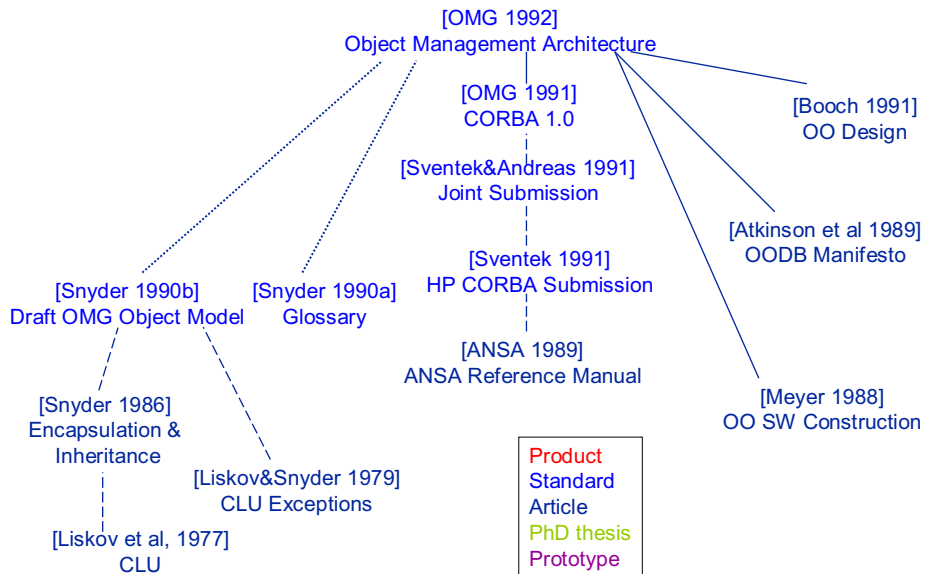 [OMG 1992]
Object Management Architecture
[OMG 1991]
CORBA 1.0
[Booch 1991]
OO Design
[Sventek&Andreas 1991]
Joint Submission
[Atkinson et al 1989]
OODB Manifesto
[Snyder 1990b]
Draft OMG Object Model
[Snyder 1990a]
Glossary
[Sventek 1991]
HP CORBA Submission
[ANSA 1989]
ANSA Reference Manual
[Meyer 1988]
OO SW Construction
[Snyder 1986]
Encapsulation &
Inheritance
[Liskov&Snyder 1979]
CLU Exceptions
[Liskov et al, 1977]
CLU
Product
Standard
Article
PhD thesis
Prototype